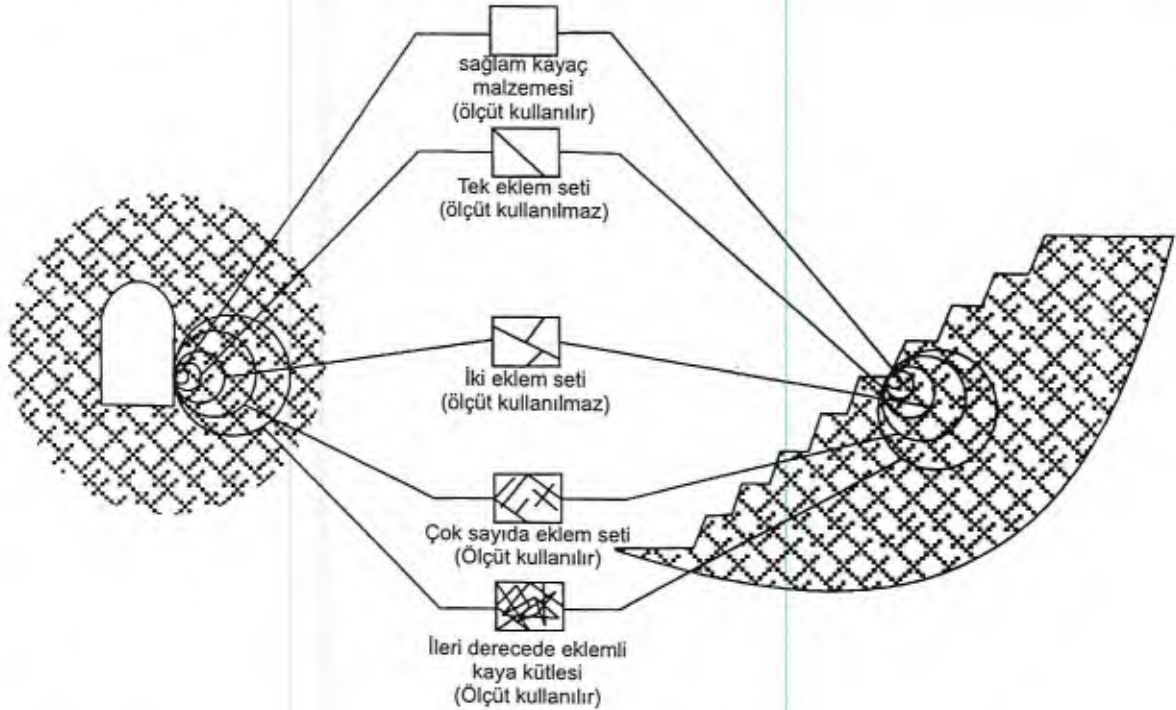 sağlam kayaç
malzemesi
(ölçüt kullanılır)
Tek eklem seti
(ölçüt kullanılmaz)
İki eklem seti
(ölçüt kullanılmaz)
Çok sayıda eklem seti
(Ölçüt kullanılır)
İleri derecede eklemli
kaya kütlesi
(Ölçüt kullanılır)